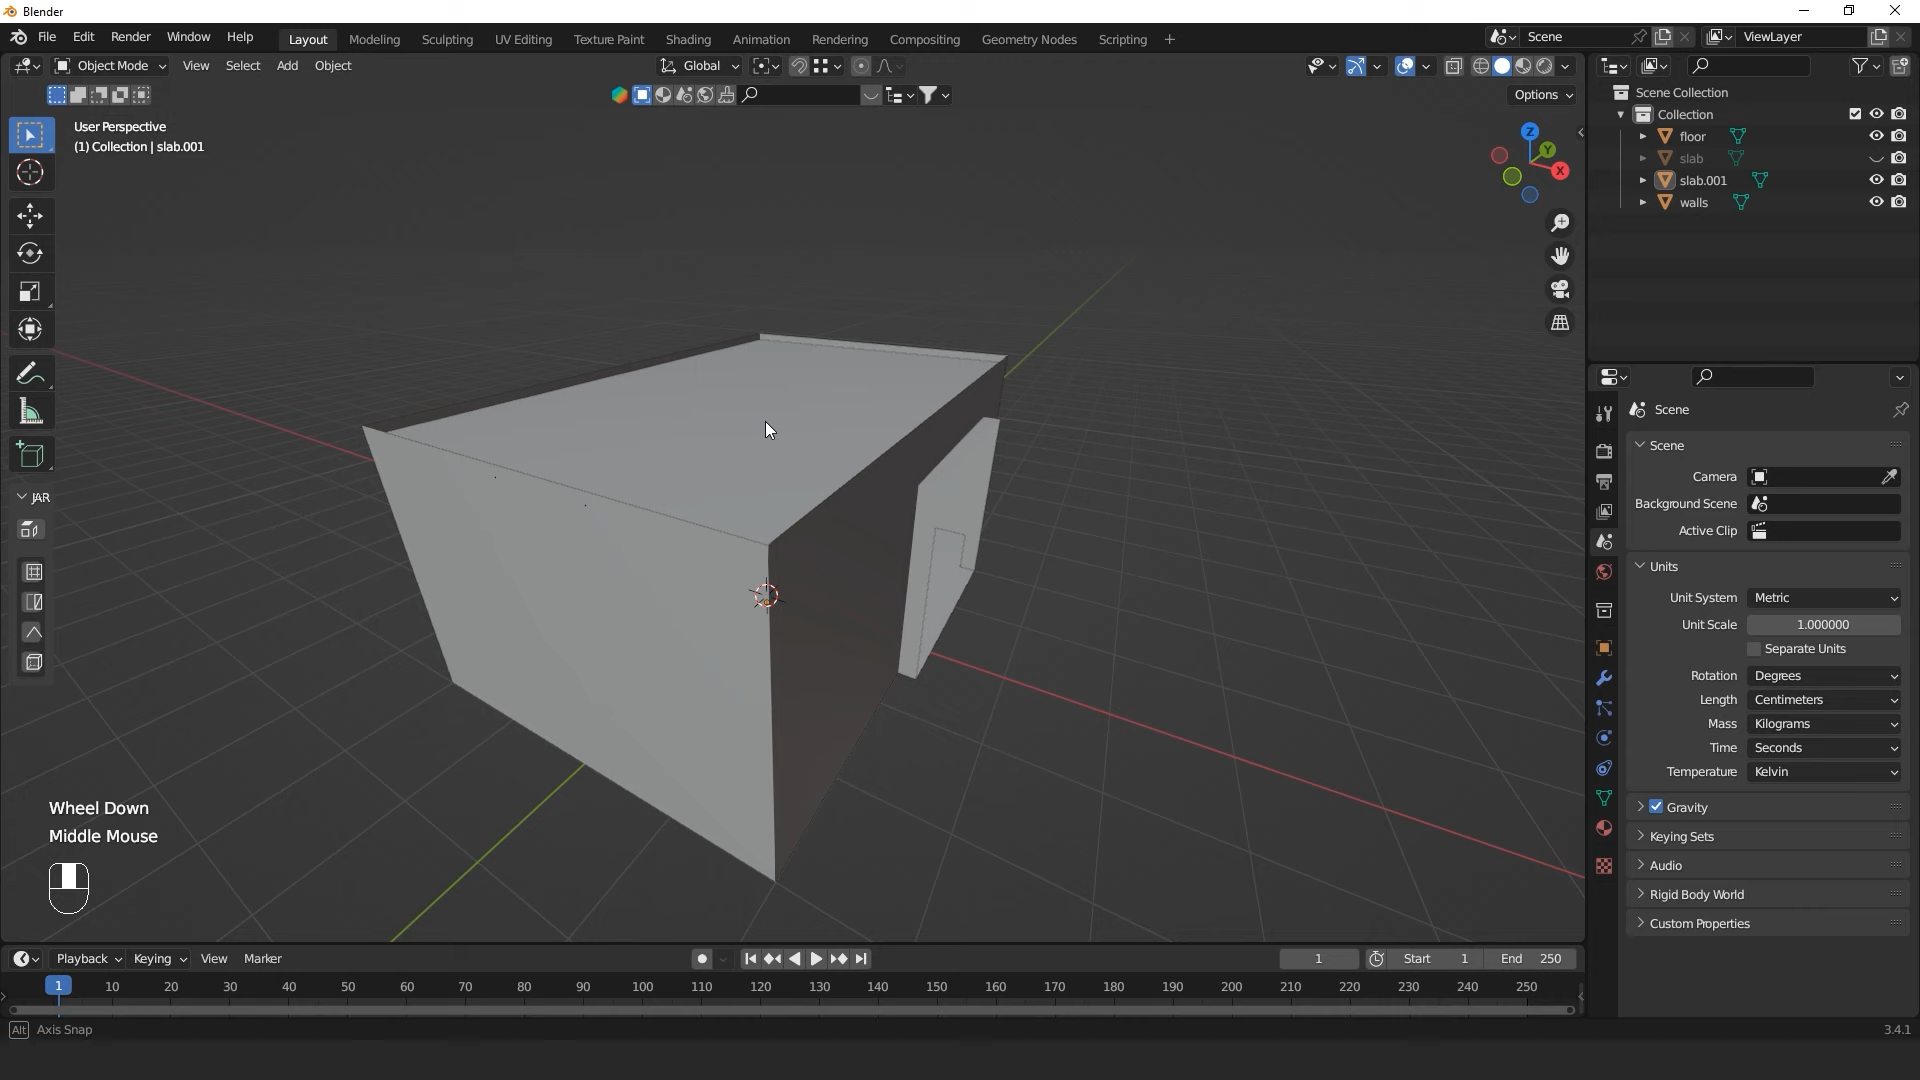 Blender
File Edit Render Window Help Layout Modeling Sculpting UV Editing Texture Paint Shading Animation Rendering Compositing Geometry Nodes Scripting + Scene ViewLayer
Object Mode View Select Add Object Global
Options
User Perspective
(1) Collection | slab.001
Z
Y
X
JAR
Wheel Down
Middle Mouse
Scene Collection
Collection
floor
slab
slab.001
walls
Scene
Scene
Camera
Background Scene
Active Clip
Units
Unit System Metric
Unit Scale 1.000000
Separate Units
Rotation Degrees
Length Centimeters
Mass Kilograms
Time Seconds
Temperature Kelvin
Gravity
Keying Sets
Audio
Rigid Body World
Custom Properties
Playback Keying View Marker 1 Start 1 End 250
1 10 20 30 40 50 60 70 80 90 100 110 120 130 140 150 160 170 180 190 200 210 220 230 240 250
Alt Axis Snap 3.4.1